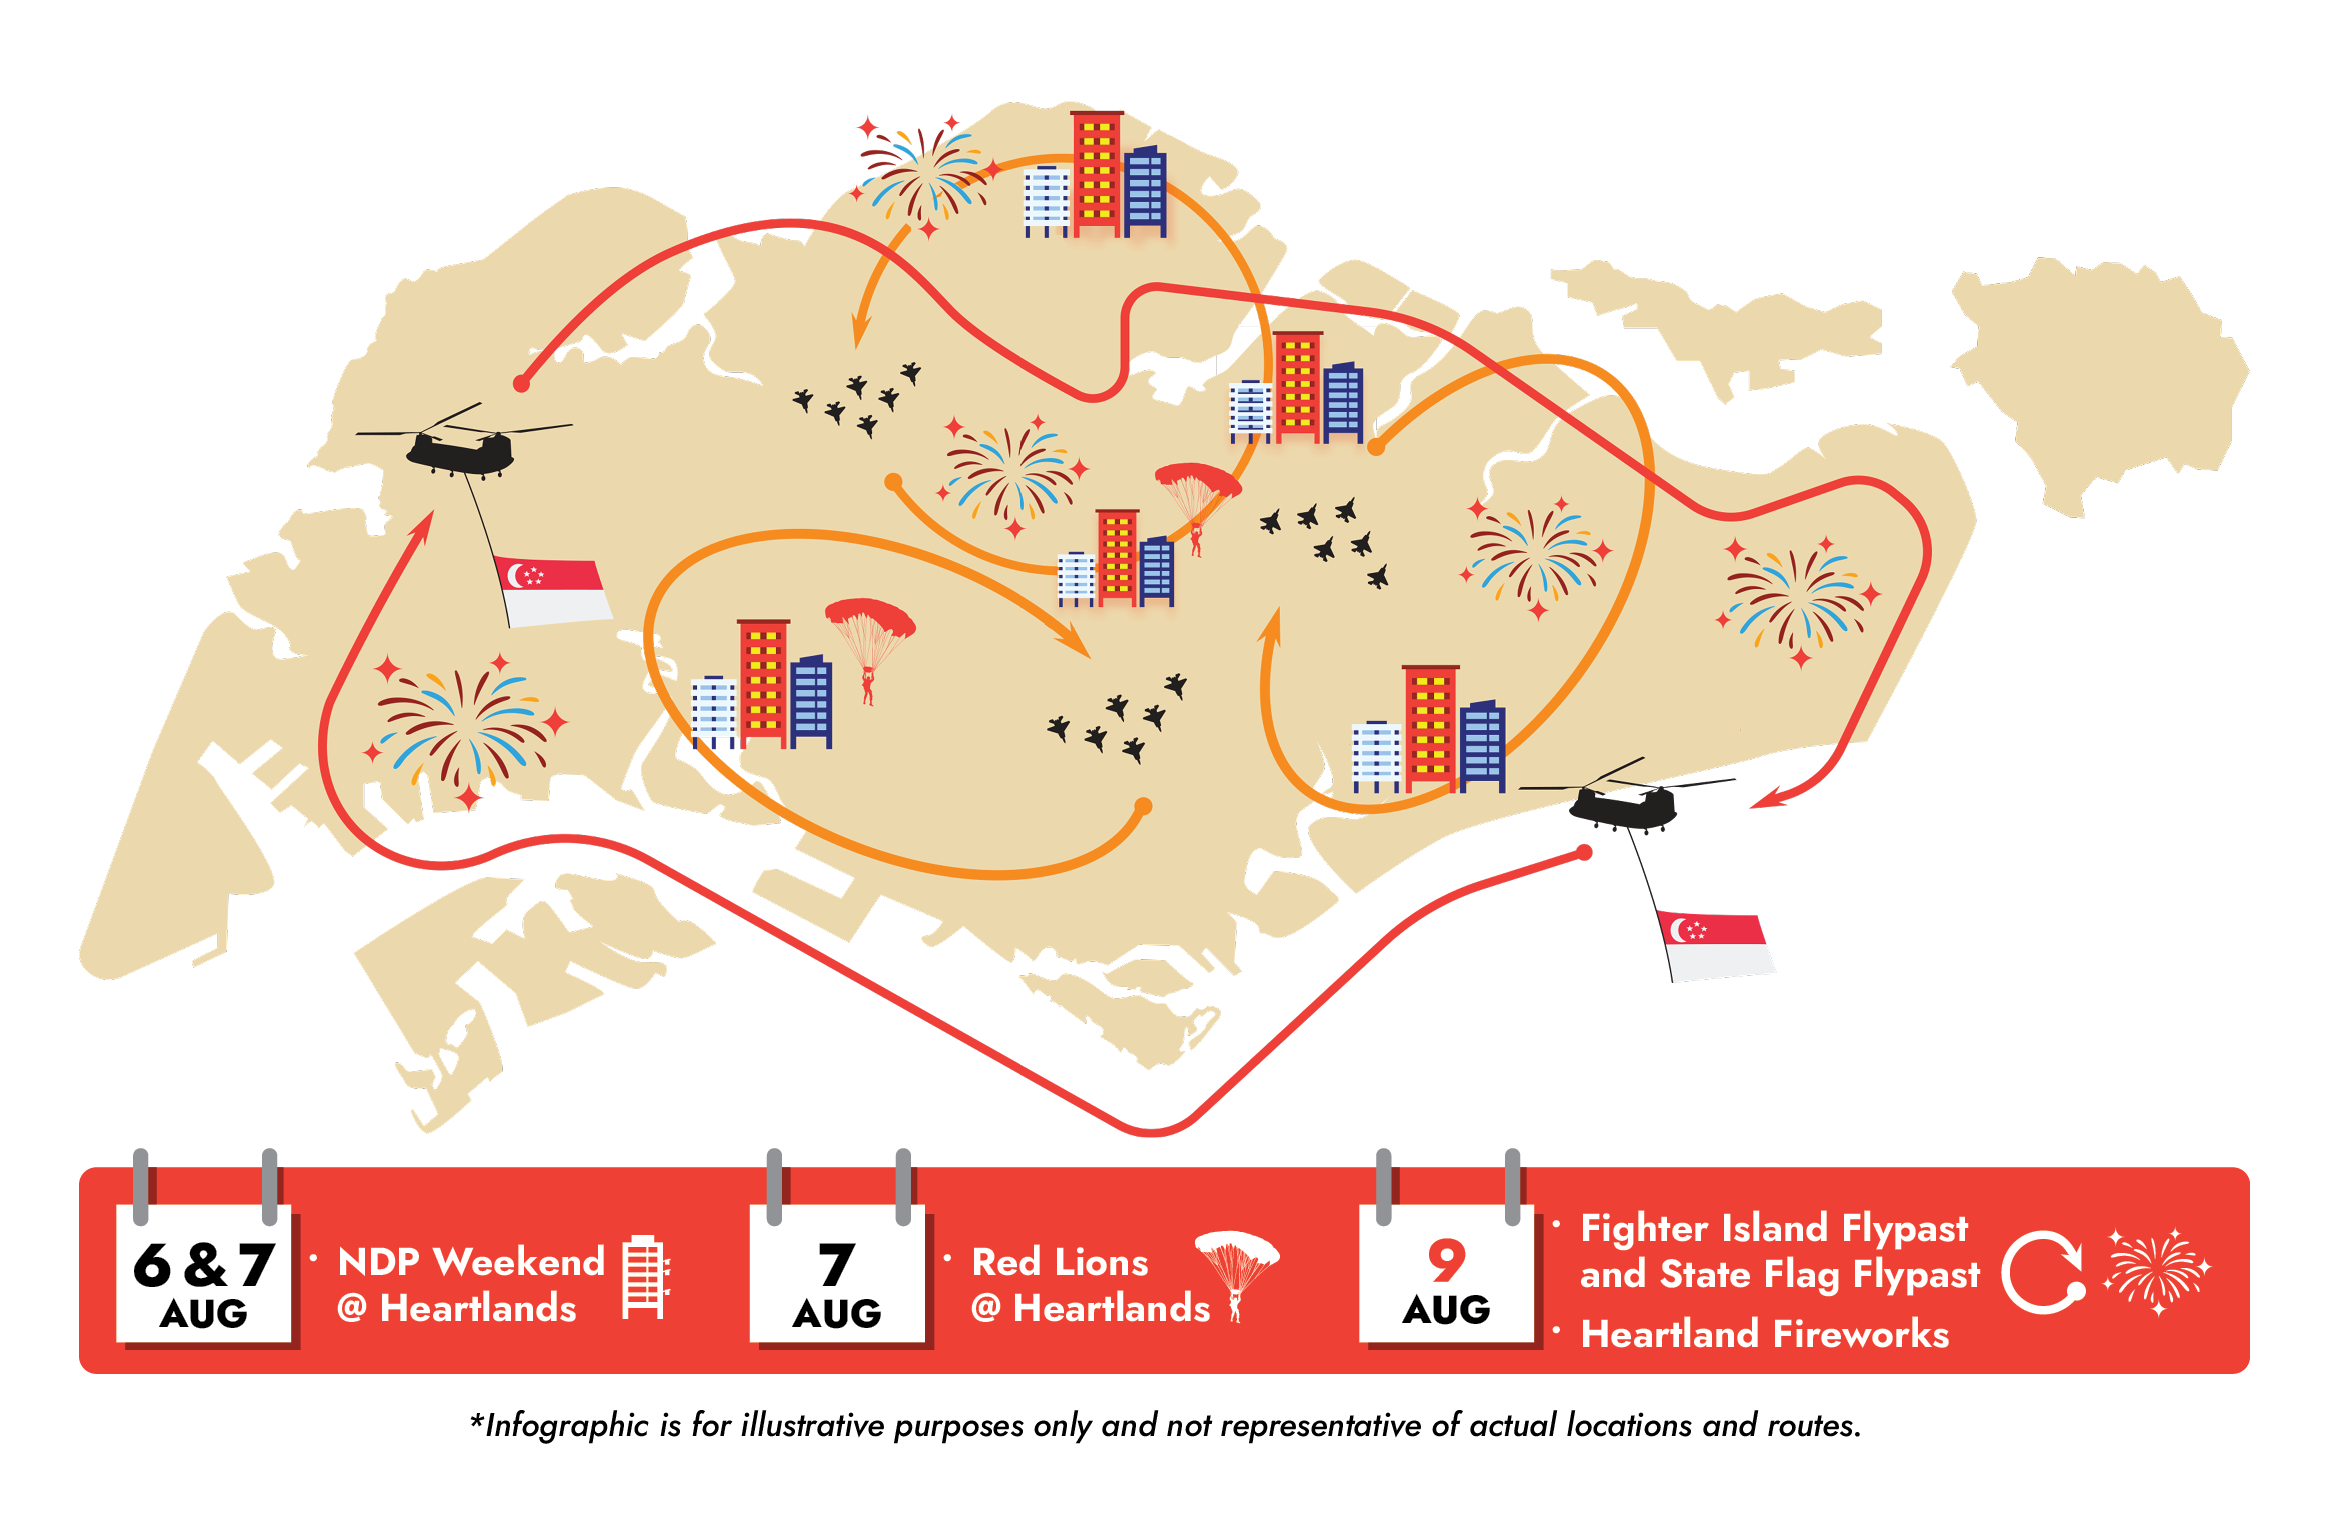 6 & 7
AUG
• NDP Weekend
@ Heartlands
7
AUG
• Red Lions
@ Heartlands
9
AUG
• Fighter Island Flypast
and State Flag Flypast
• Heartland Fireworks
*Infographic is for illustrative purposes only and not representative of actual locations and routes.